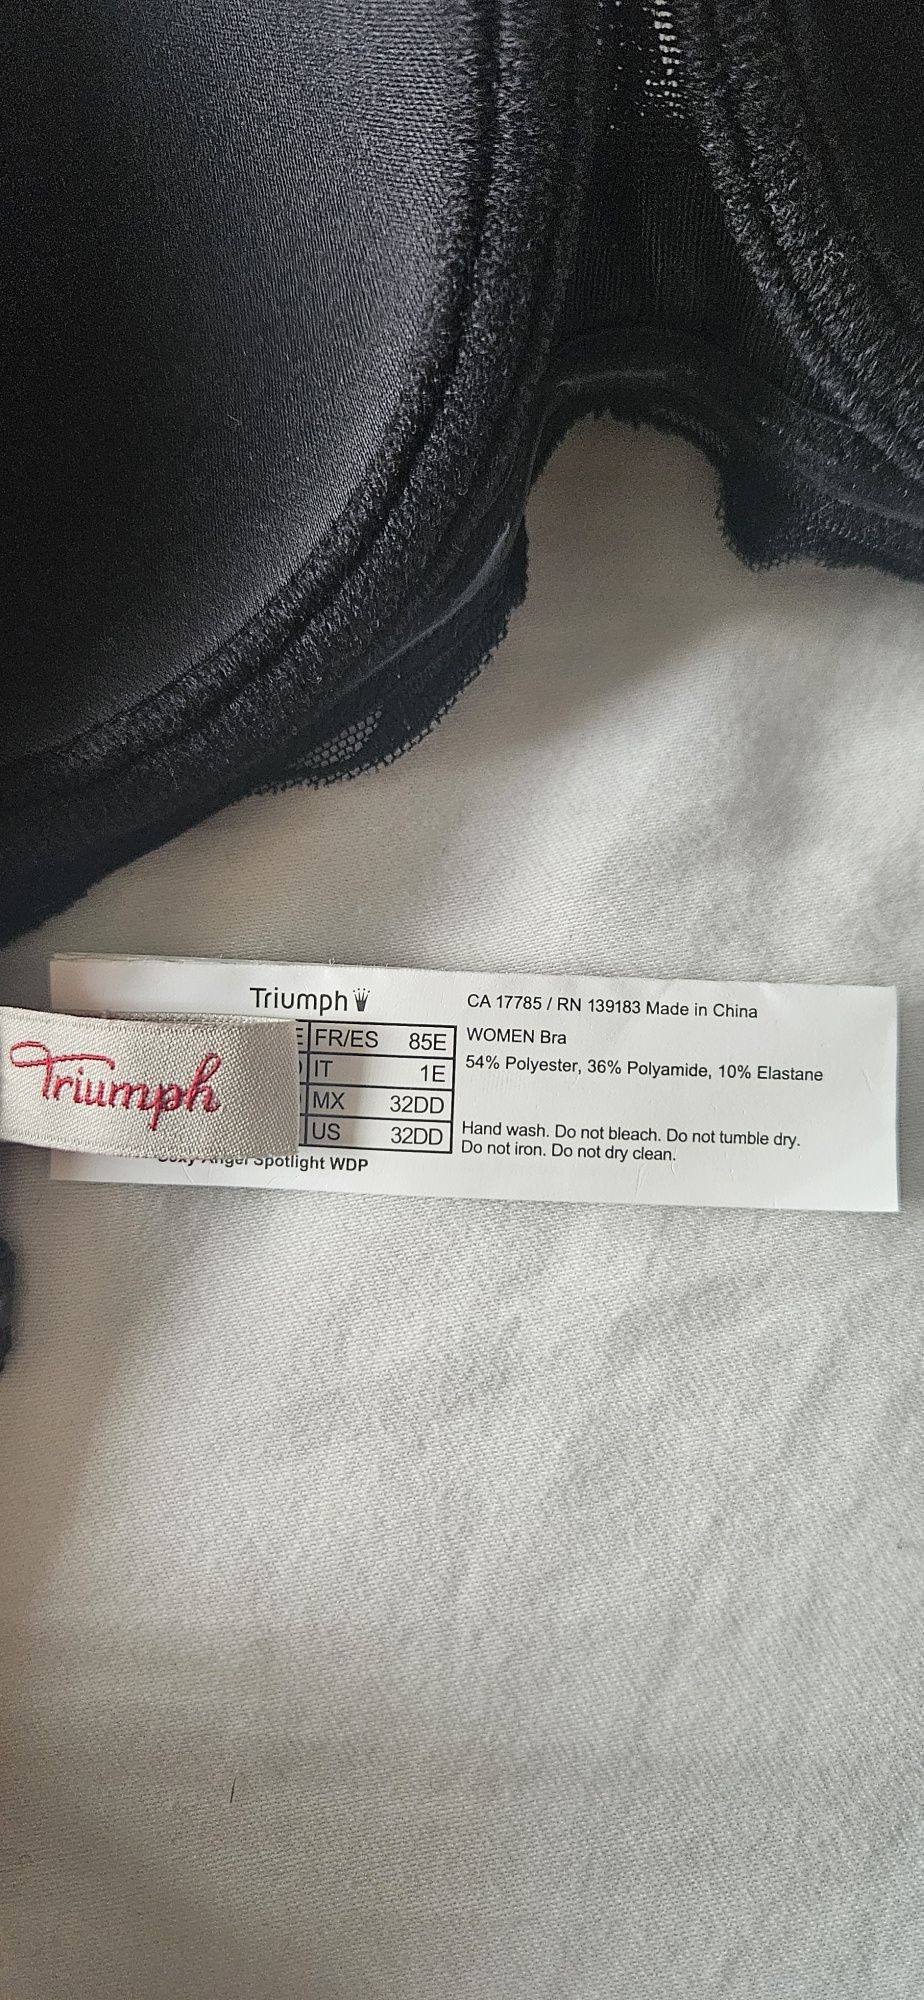 Triumph
CA 17785 / RN 139183 Made in China
Triumph
FR/ES 85E
IT 1E
MX 32DD
US 32DD
WOMEN Bra
54% Polyester, 36% Polyamide, 10% Elastane
Hand wash. Do not bleach. Do not tumble dry.
Do not iron. Do not dry clean.
Spotlight WDP